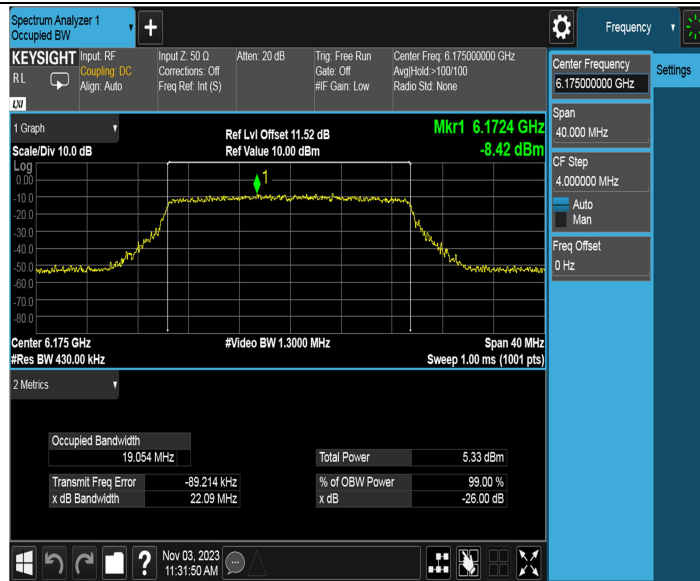 Spectrum Analyzer 1
Occupied BW
+
Frequency
KEYSIGHT
RL
LXI
Input: RF
Coupling: DC
Align: Auto
Input Z: 50 Ω
Corrections: Off
Freq Ref: Int (S)
Atten: 20 dB
Trig: Free Run
Gate: Off
#IF Gain: Low
Center Freq: 6.175000000 GHz
Avg|Hold:>100/100
Radio Std: None
Center Frequency
6.175000000 GHz
Settings
Span
40.000 MHz
CF Step
4.000000 MHz
Auto
Man
Freq Offset
0 Hz
1 Graph
Scale/Div 10.0 dB
Ref Lvl Offset 11.52 dB
Ref Value 10.00 dBm
Mkr1 6.1724 GHz
-8.42 dBm
Log
0.00
-10.0
-20.0
-30.0
-40.0
-50.0
-60.0
-70.0
-80.0
1
Center 6.175 GHz
#Res BW 430.00 kHz
#Video BW 1.3000 MHz
Span 40 MHz
Sweep 1.00 ms (1001 pts)
2 Metrics
Occupied Bandwidth
19.054 MHz
Total Power 5.33 dBm
Transmit Freq Error -89.214 kHz
% of OBW Power 99.00 %
x dB Bandwidth 22.09 MHz
x dB -26.00 dB
?
Nov 03, 2023
11:31:50 AM